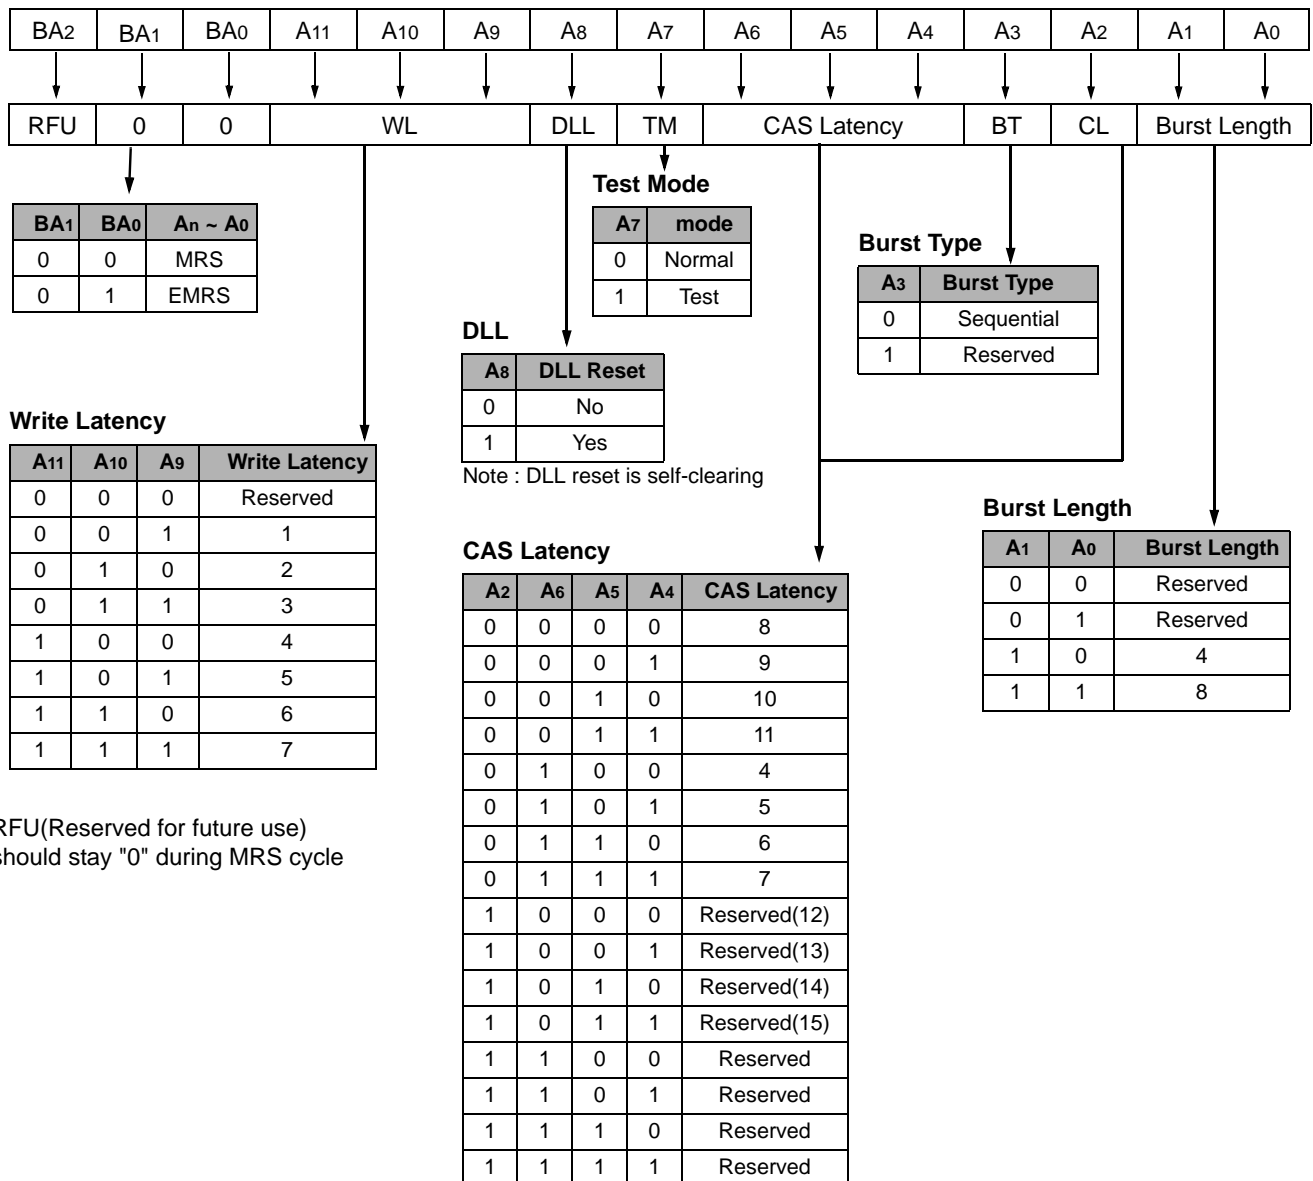 BA2 BA1 BA0 A11 A10 A9 A8 A7 A6 A5 A4 A3 A2 A1 A0
RFU 0 0 WL DLL TM CAS Latency BT CL Burst Length
BA1 BA0 An ~ A0
0 0 MRS
0 1 EMRS
Test Mode
A7 mode
0 Normal
1 Test
Burst Type
A3 Burst Type
0 Sequential
1 Reserved
DLL
A8 DLL Reset
0 No
1 Yes
Note : DLL reset is self-clearing
Write Latency
A11 A10 A9 Write Latency
0 0 0 Reserved
0 0 1 1
0 1 0 2
0 1 1 3
1 0 0 4
1 0 1 5
1 1 0 6
1 1 1 7
RFU(Reserved for future use)
should stay "0" during MRS cycle
CAS Latency
A2 A6 A5 A4 CAS Latency
0 0 0 0 8
0 0 0 1 9
0 0 1 0 10
0 0 1 1 11
0 1 0 0 4
0 1 0 1 5
0 1 1 0 6
0 1 1 1 7
1 0 0 0 Reserved(12)
1 0 0 1 Reserved(13)
1 0 1 0 Reserved(14)
1 0 1 1 Reserved(15)
1 1 0 0 Reserved
1 1 0 1 Reserved
1 1 1 0 Reserved
1 1 1 1 Reserved
Burst Length
A1 A0 Burst Length
0 0 Reserved
0 1 Reserved
1 0 4
1 1 8